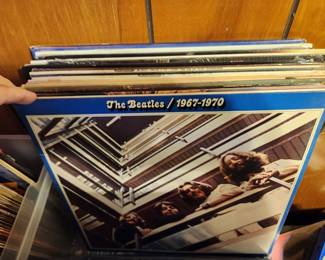 The Beatles / 1967-1970